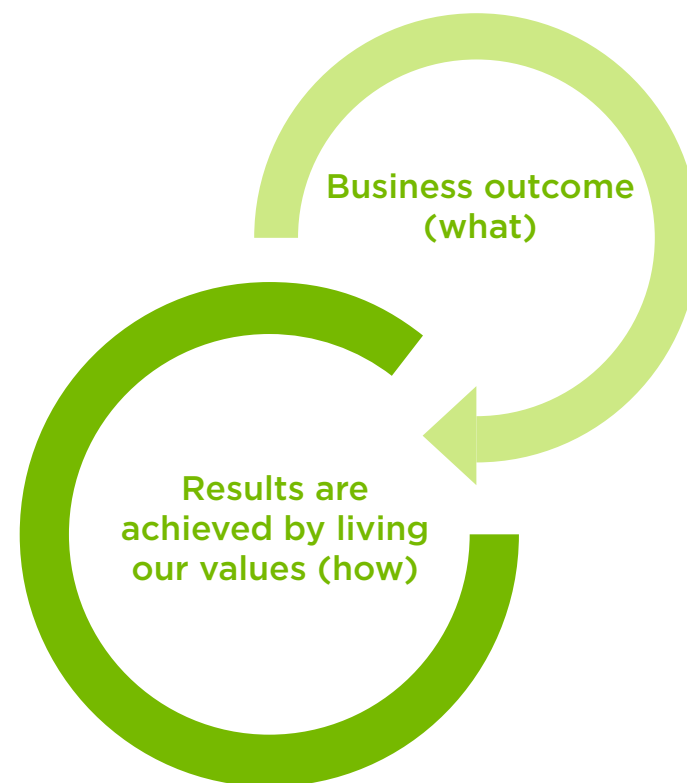 Business outcome
(what)
Results are
achieved by living
our values (how)